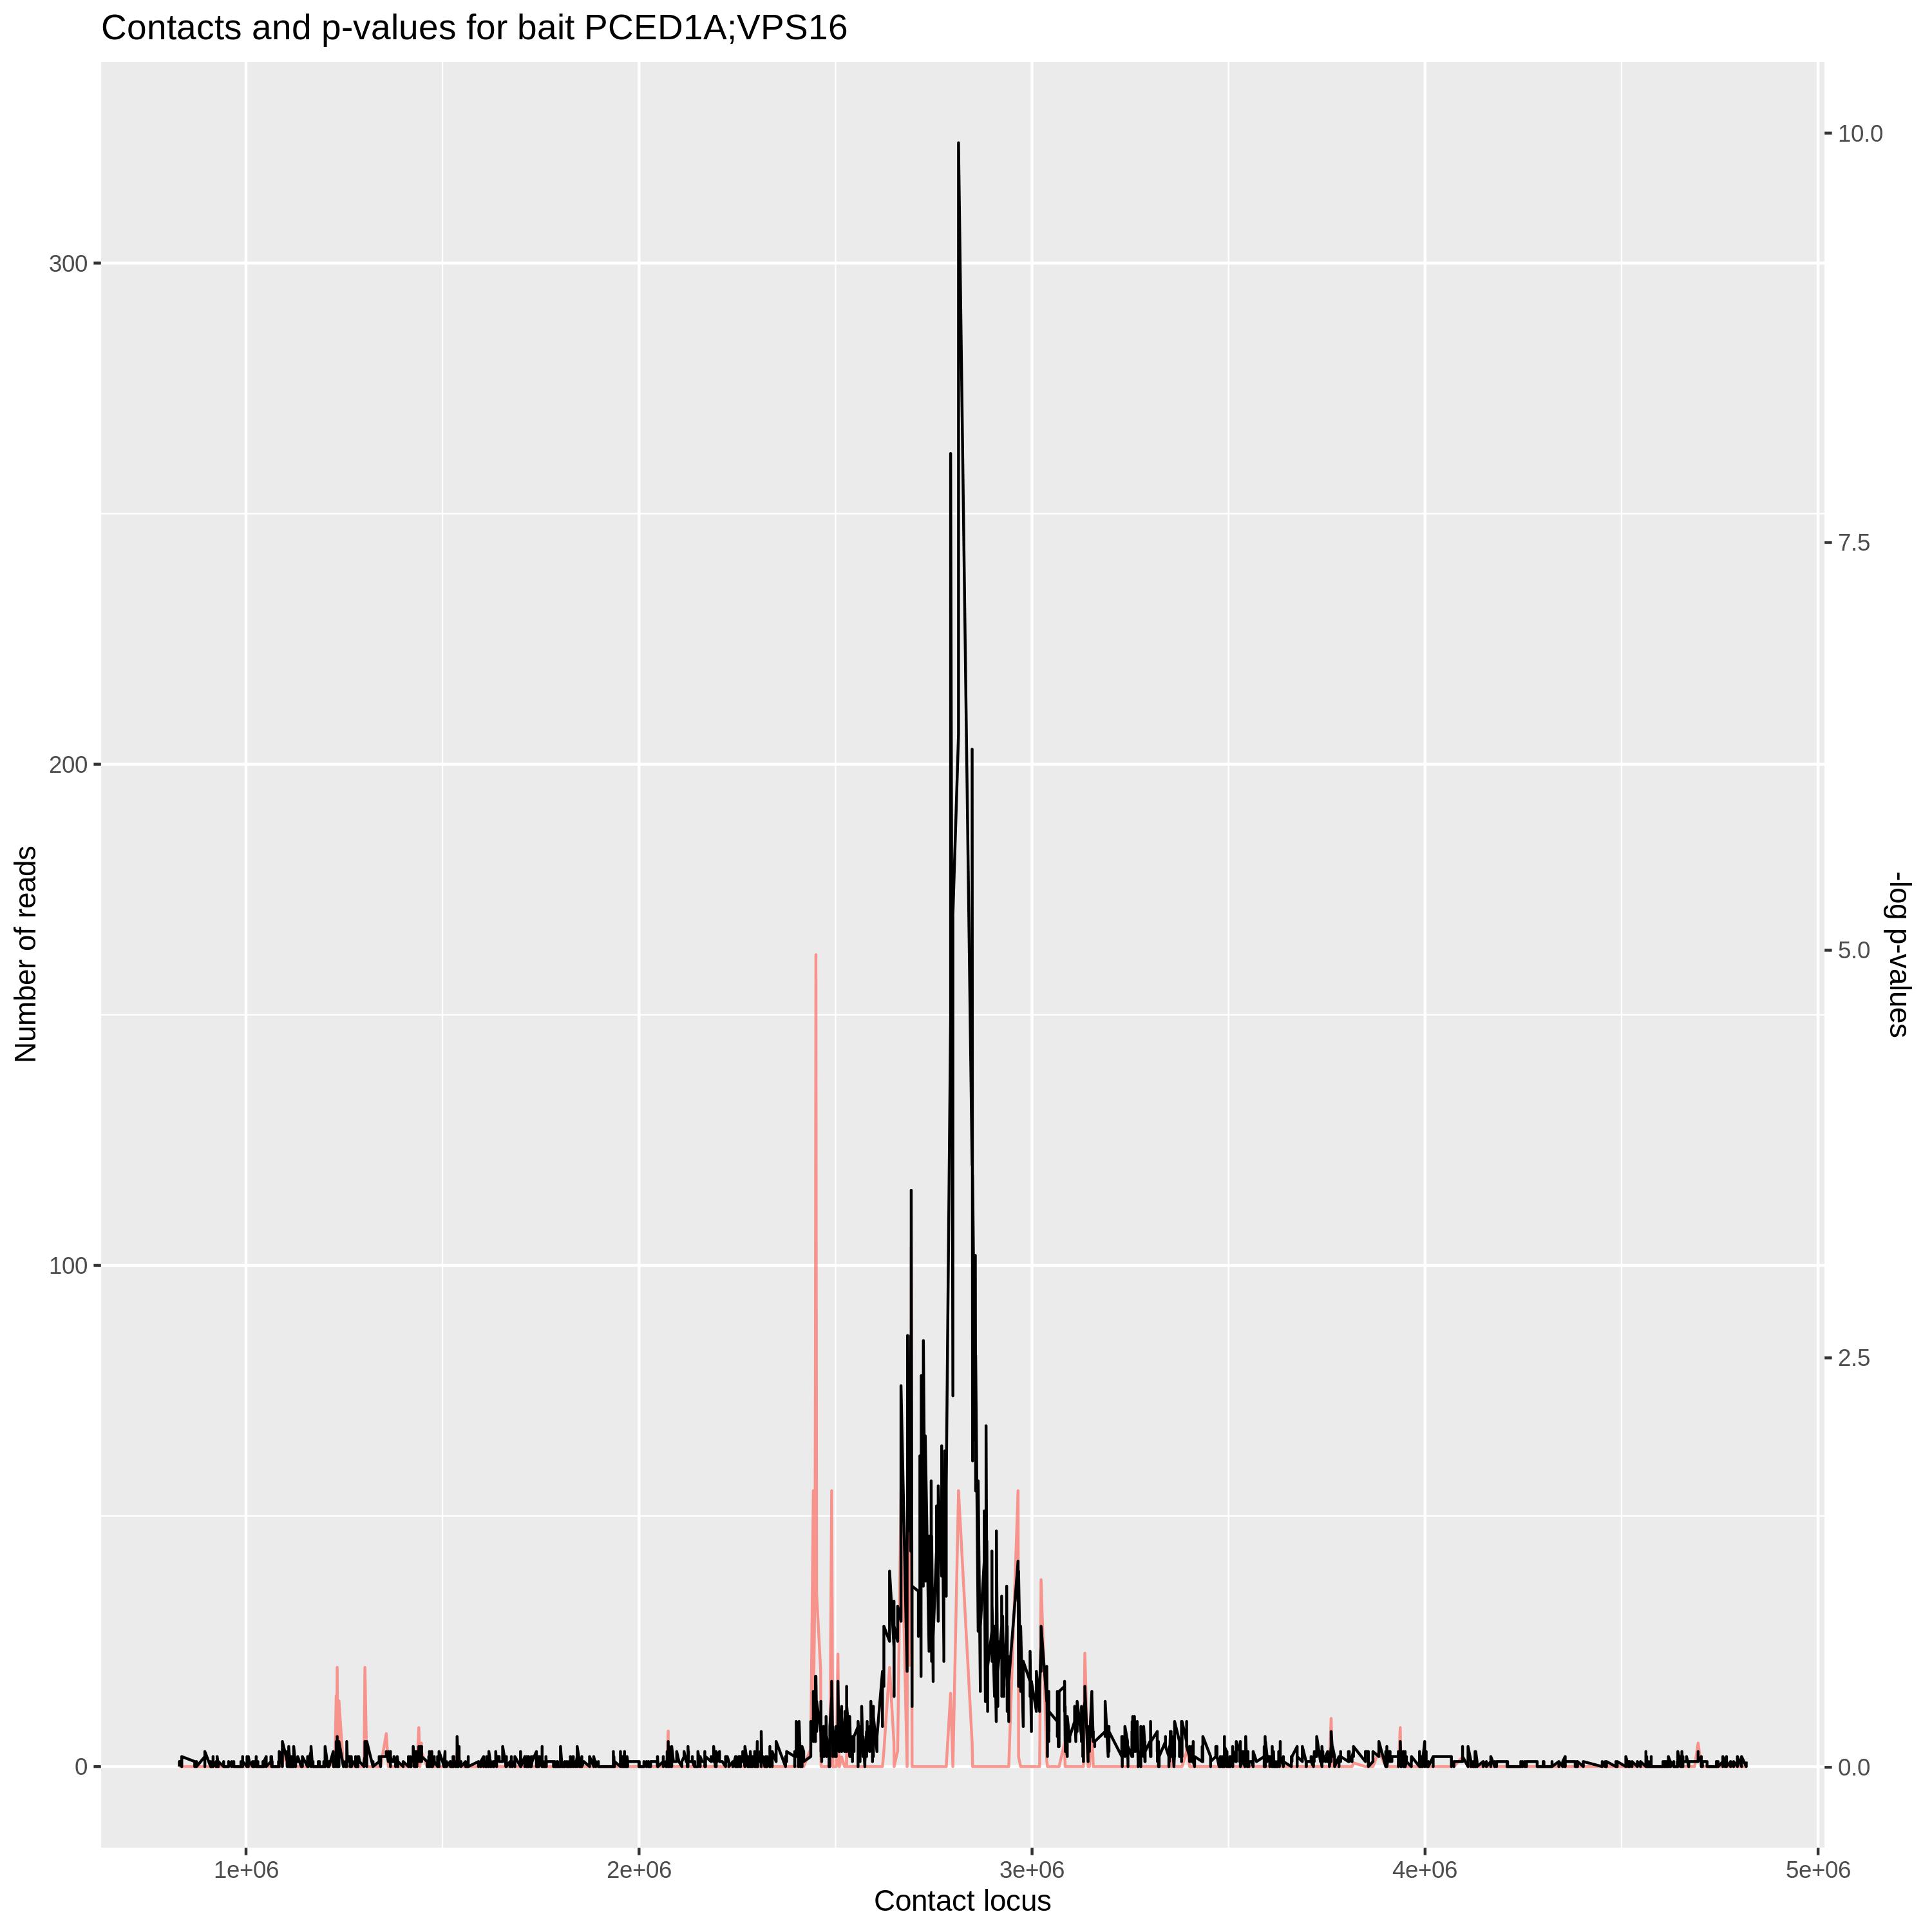 Contacts and p-values for bait PCED1A;VPS16
Number of reads
300
200
100
0
10.0
7.5
5.0
2.5
0.0
-log p-values
1e+06
2e+06
3e+06
4e+06
5e+06
Contact locus